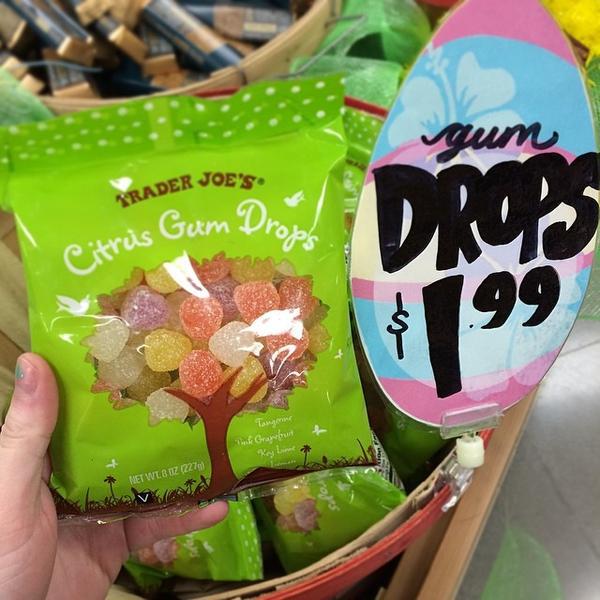 TRADER JOE'S®
Citrus Gum Drops
Tangerine
Pink Grapefruit
Key Lime
Lemon
NET WT. 8 OZ (227g)
V
gum
DROPS
$1.99